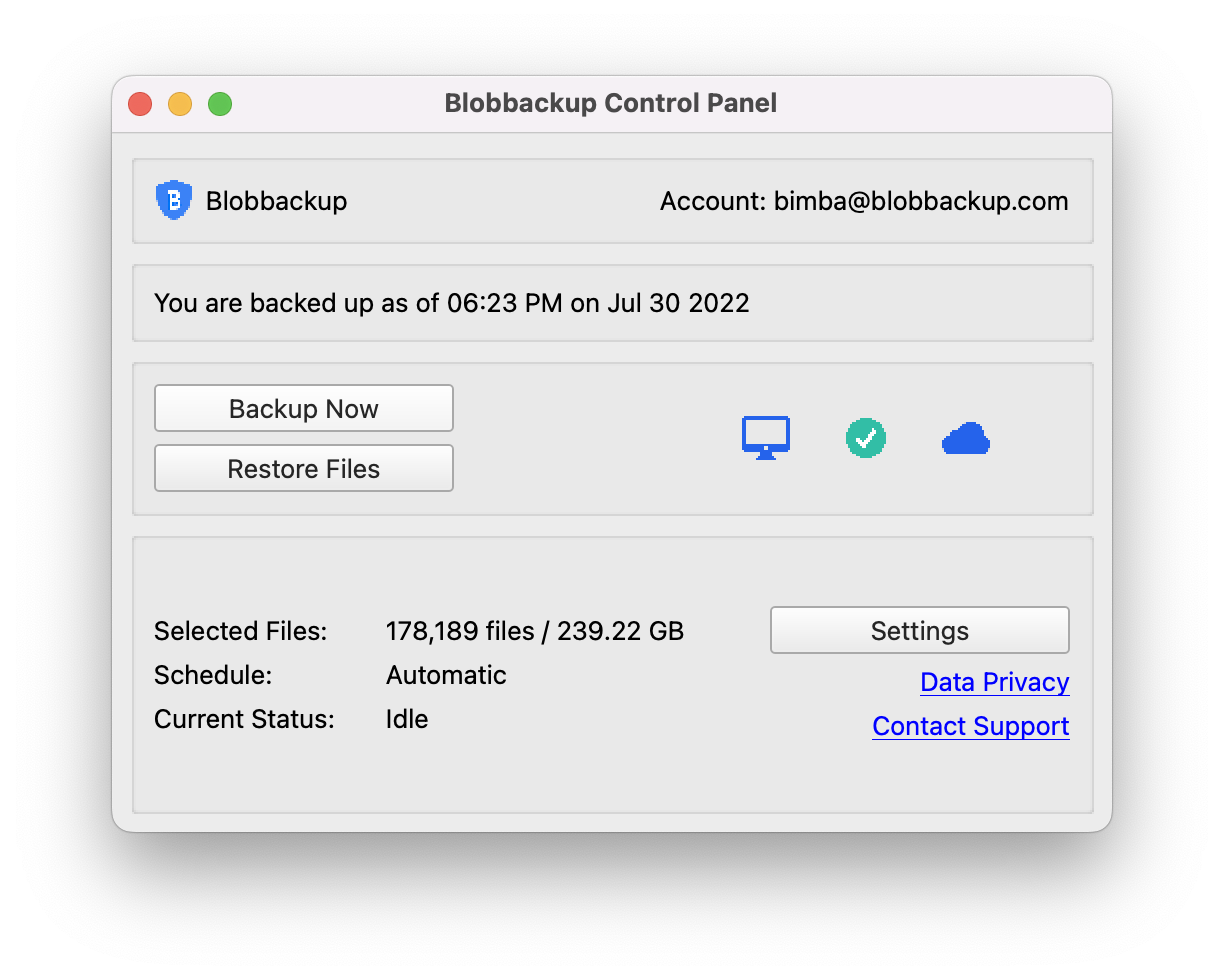 Blobbackup Control Panel
Blobbackup
Account: bimba@blobbackup.com
You are backed up as of 06:23 PM on Jul 30 2022
Backup Now
Restore Files
Selected Files: 178,189 files / 239.22 GB
Settings
Schedule: Automatic
Data Privacy
Current Status: Idle
Contact Support